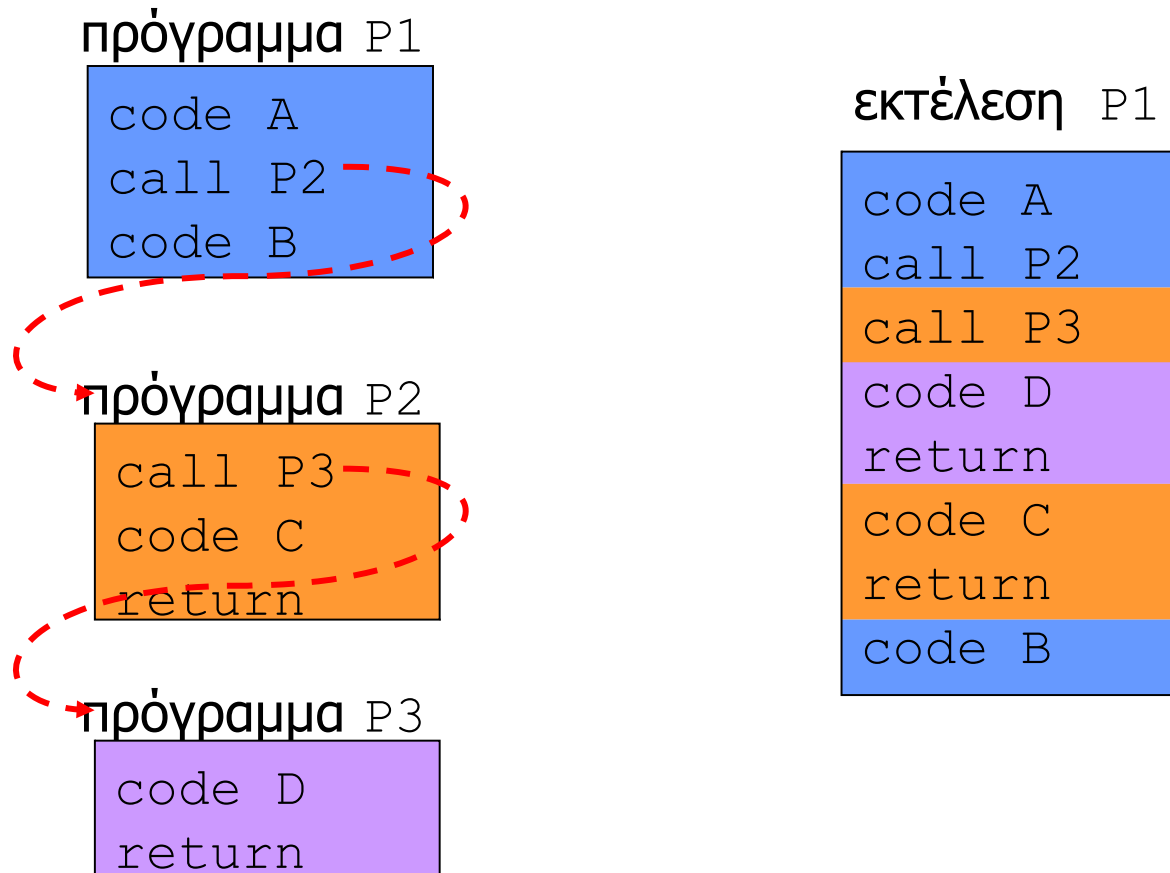 πρόγραμμα P1
code A
call P2
code B
πρόγραμμα P2
call P3
code C
return
πρόγραμμα P3
code D
return
εκτέλεση P1
code A
call P2
call P3
code D
return
code C
return
code B